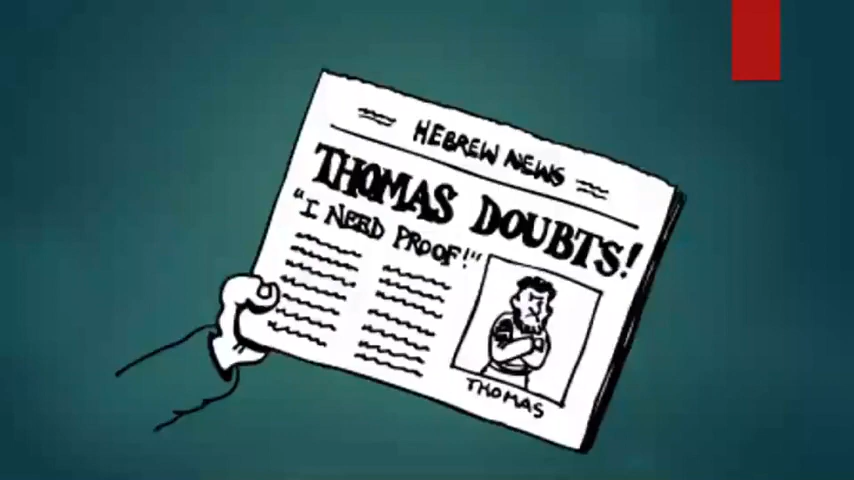 HEBREW NEWS
THOMAS DOUBTS!
"I NEED PROOF!"
THOMAS